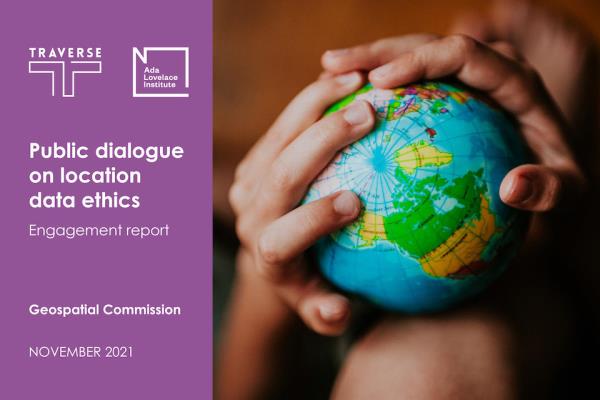 TRAVERSE
Ada
Lovelace
Institute
Public dialogue
on location
data ethics
Engagement report
Geospatial Commission
NOVEMBER 2021